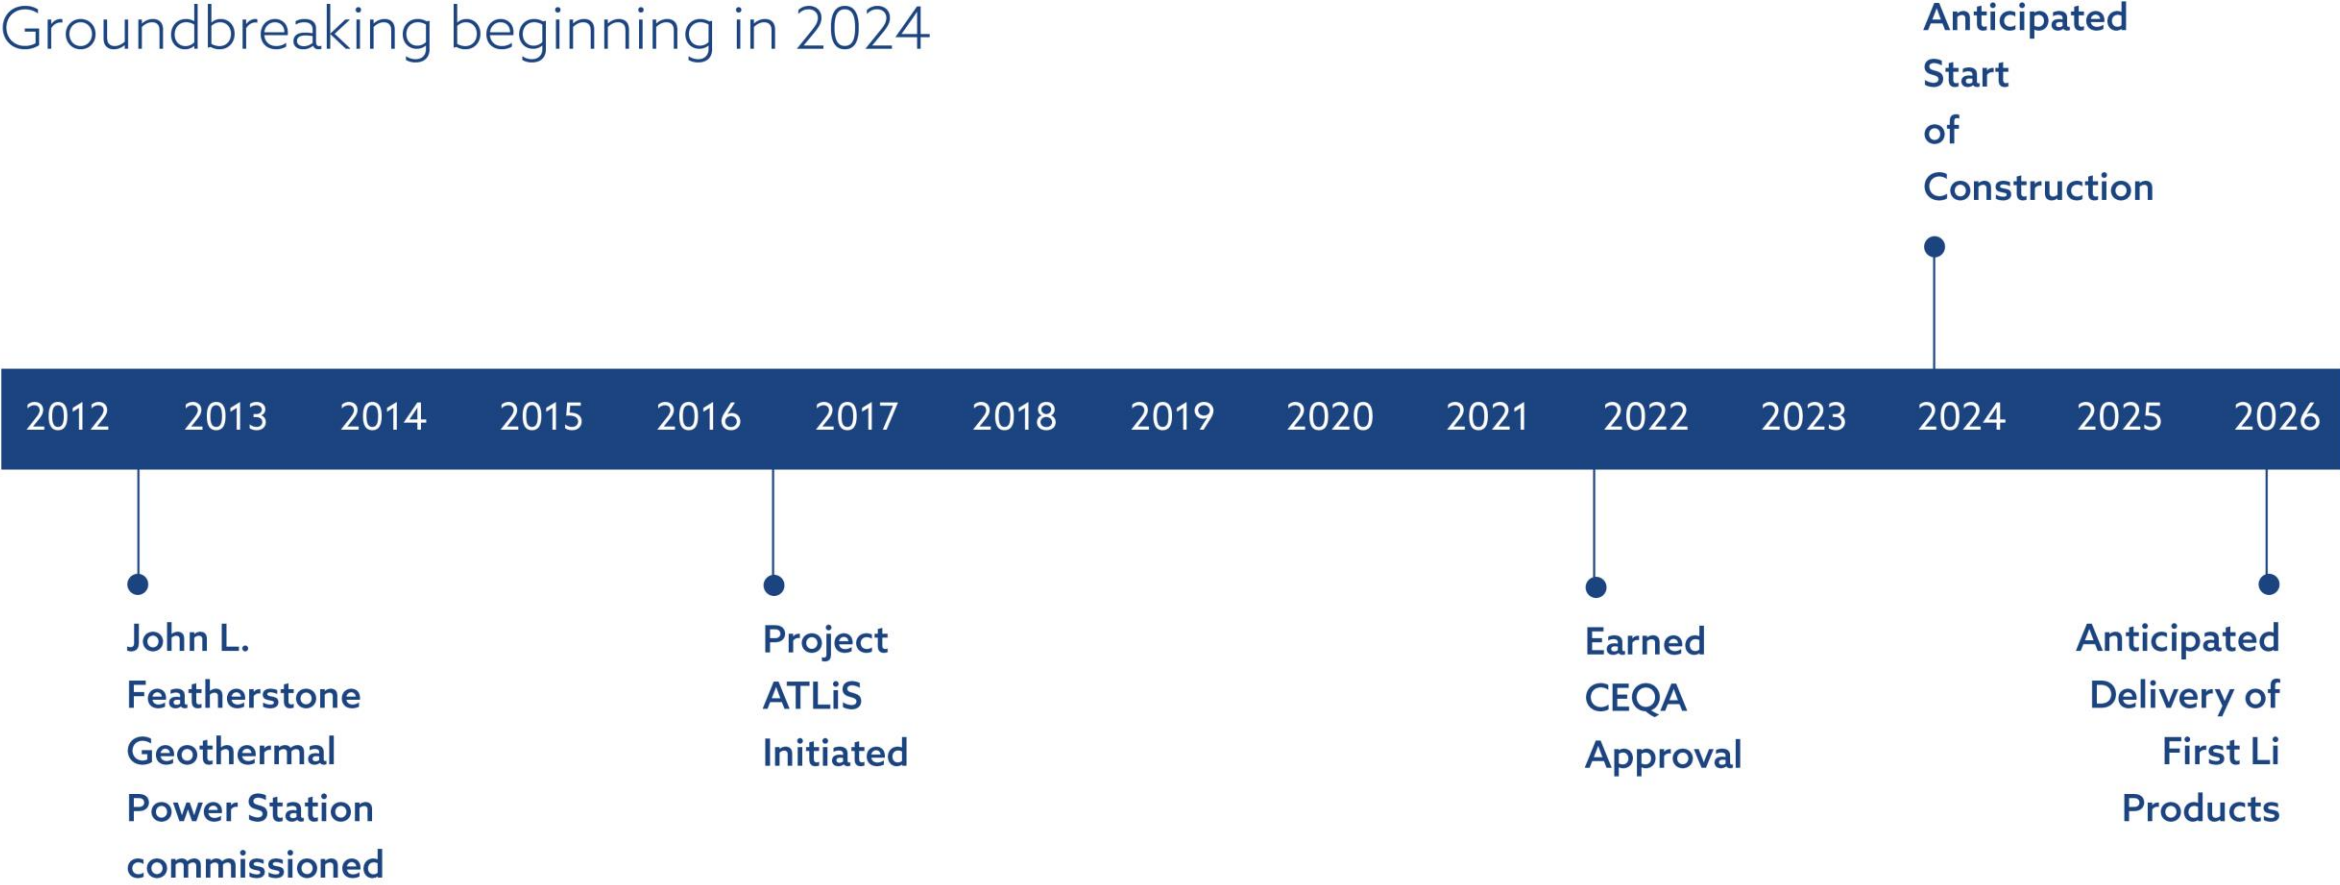 Groundbreaking beginning in 2024
Anticipated
Start
of
Construction
2012 2013 2014 2015 2016 2017 2018 2019 2020 2021 2022 2023 2024 2025 2026
John L.
Featherstone
Geothermal
Power Station
commissioned
Project
ATLiS
Initiated
Earned
CEQA
Approval
Anticipated
Delivery of
First Li
Products